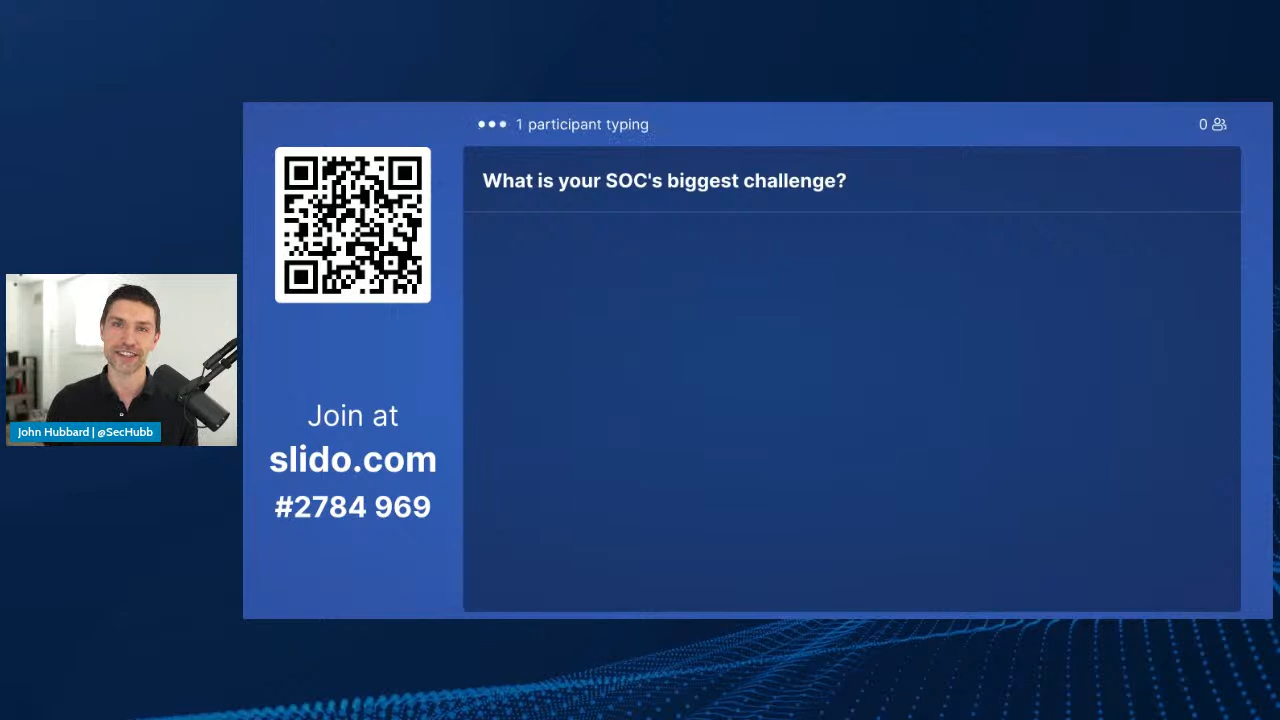 1 participant typing
0
What is your SOC's biggest challenge?
Join at
slido.com
#2784 969
John Hubbard | @SecHubb